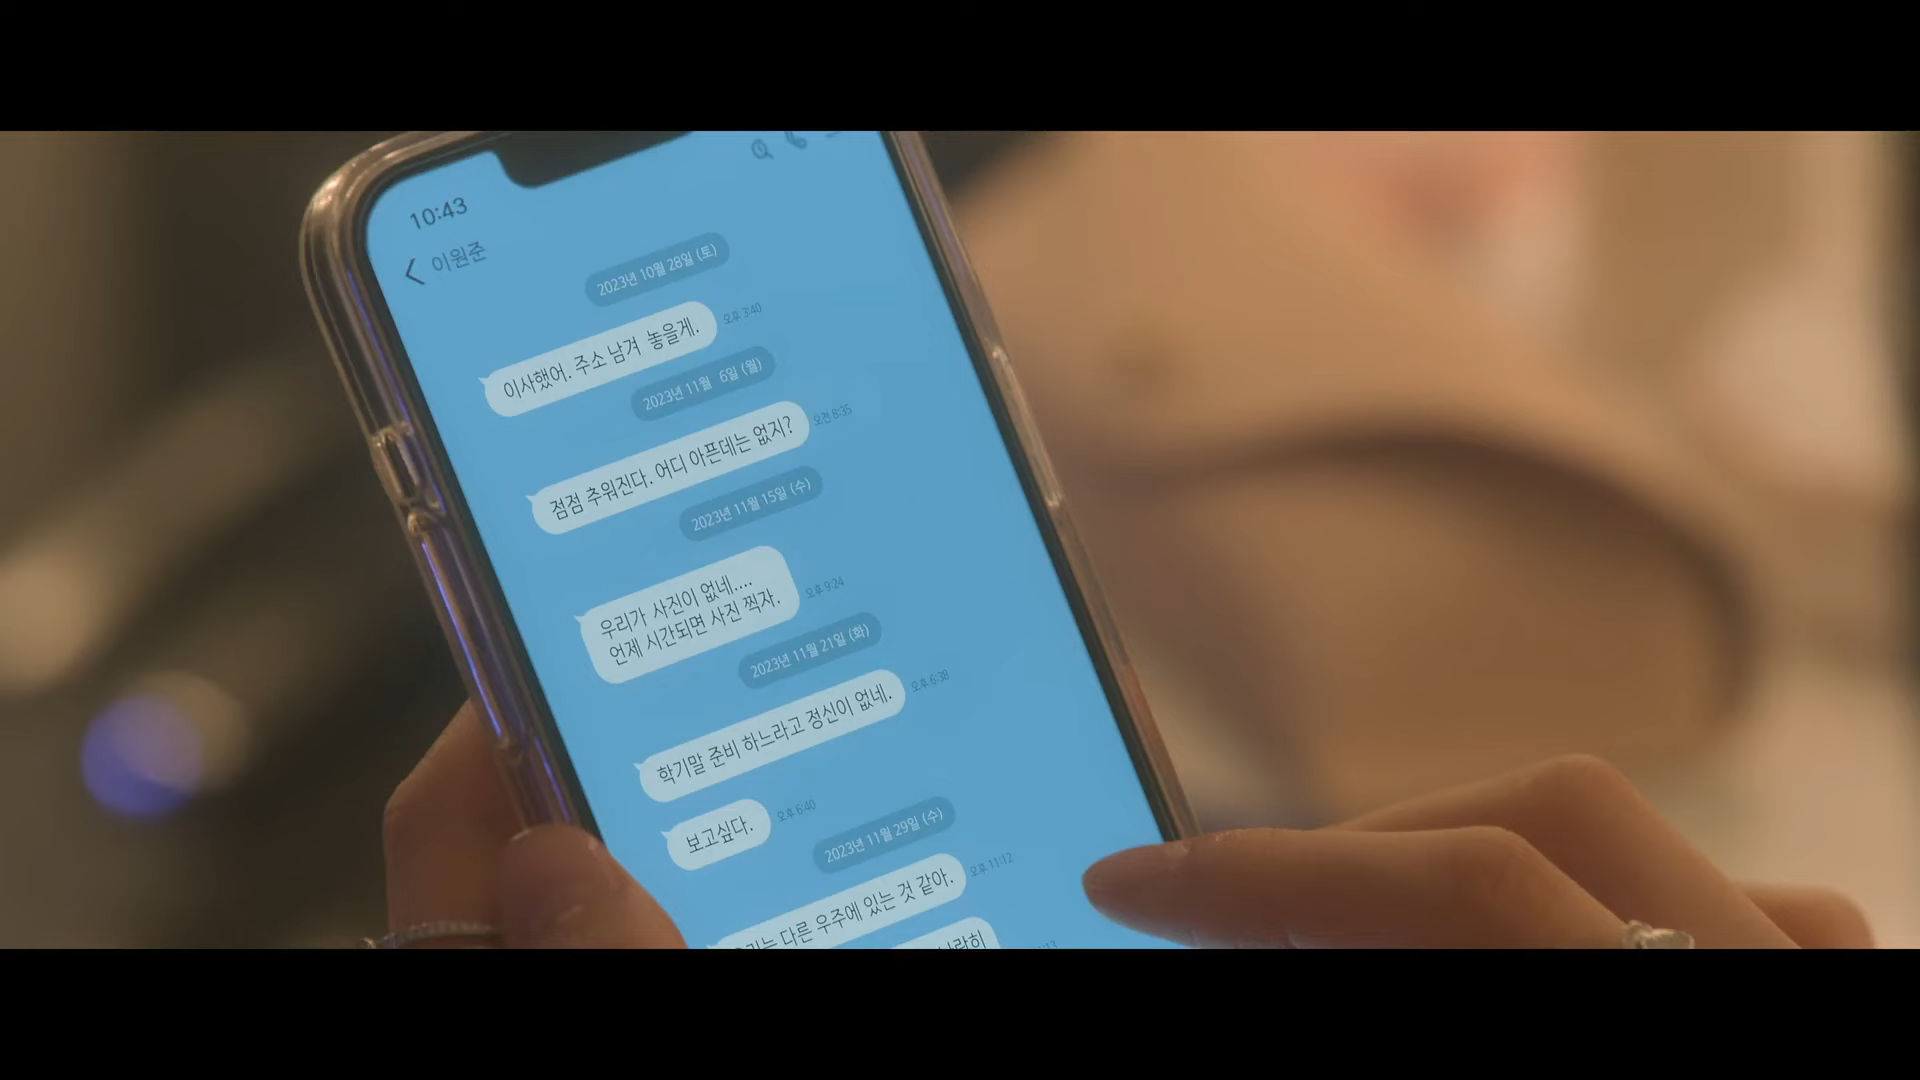 10:43
이원준
2023년 10월 28일 (토)
이사했어. 주소 남겨 놓을게.
오후 3:40
2023년 11월 6일 (월)
점점 추워진다. 어디 아픈데는 없지?
오전 8:35
2023년 11월 15일 (수)
우리가 사진이 없네....
언제 시간되면 사진 찍자.
오후 9:24
2023년 11월 21일 (화)
학기말 준비 하느라고 정신이 없네.
오후 6:38
보고싶다.
오후 6:40
2023년 11월 29일 (수)
다른 우주에 있는 것 같아.
오후 11:12